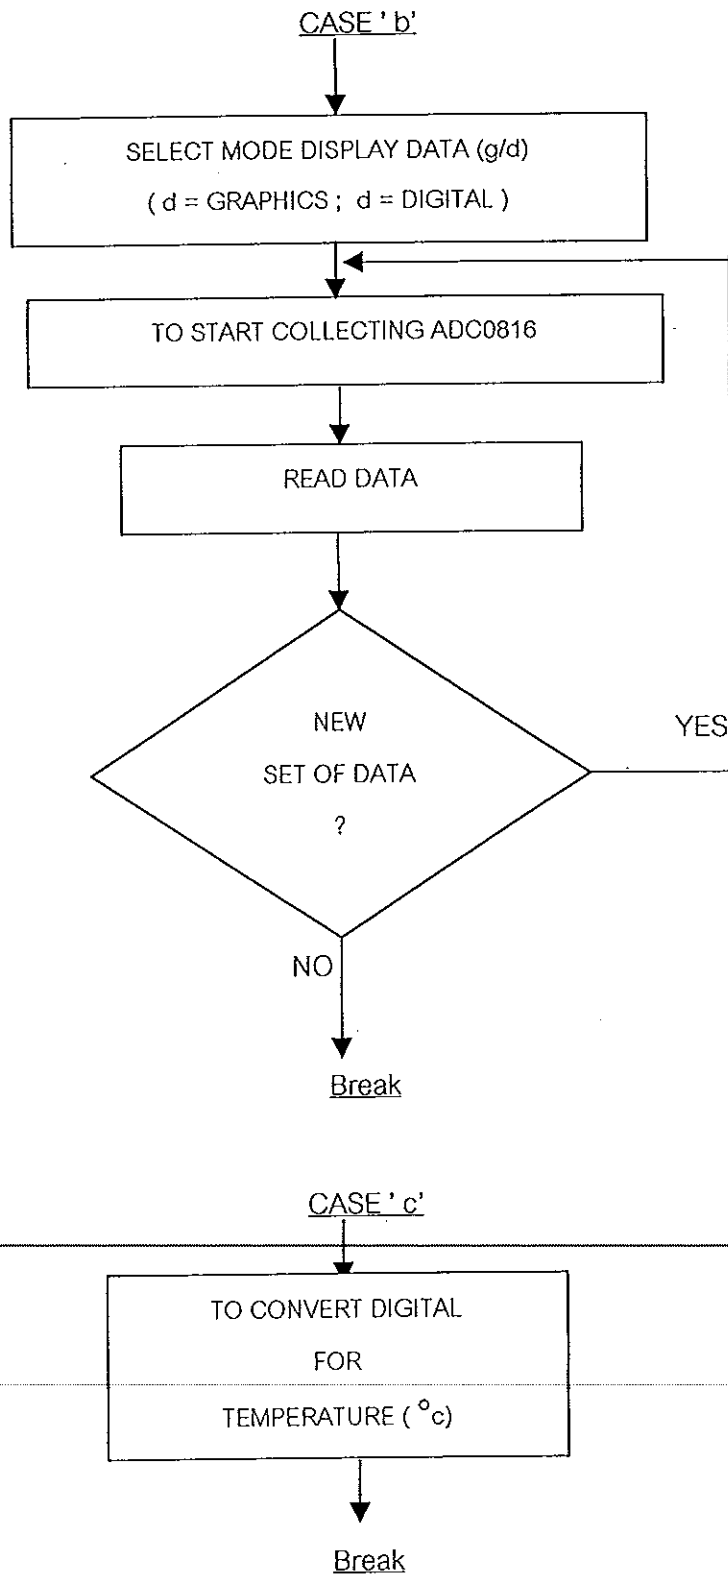 CASE ' b'
SELECT MODE DISPLAY DATA (g/d)
( d = GRAPHICS ; d = DIGITAL )
TO START COLLECTING ADC0816
READ DATA
NEW
SET OF DATA
?
YES
NO
Break
CASE ' c'
TO CONVERT DIGITAL
FOR
TEMPERATURE ( °c)
Break